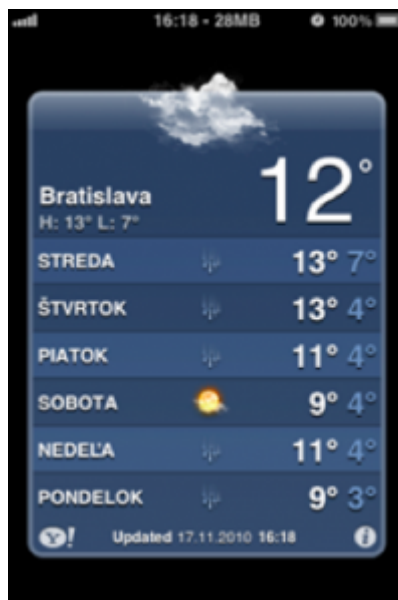 16:18 - 28MB 100%
12°
Bratislava
H: 13° L: 7°
STREDA 13° 7°
ŠTVRTOK 13° 4°
PIATOK 11° 4°
SOBOTA 9° 4°
NEDEĽA 11° 4°
PONDELOK 9° 3°
Y! Updated 17.11.2010 16:18 i